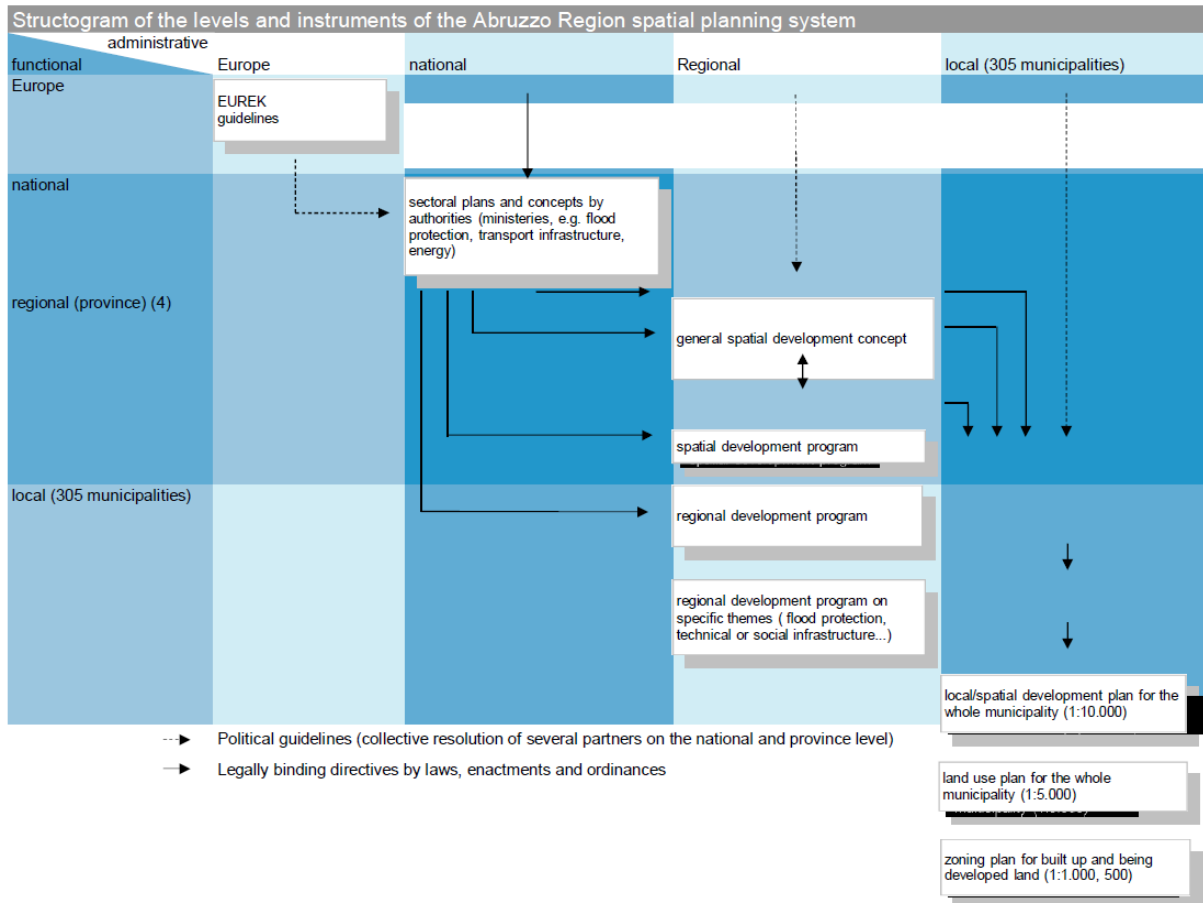 Structogram of the levels and instruments of the Abruzzo Region spatial planning system
administrative
functional
Europe
national
Regional
local (305 municipalities)
Europe
EUREK
guidelines
national
sectoral plans and concepts by
authorities (ministeries, e.g. flood
protection, transport infrastructure,
energy)
regional (province) (4)
general spatial development concept
spatial development program
local (305 municipalities)
regional development program
regional development program on
specific themes ( flood protection,
technical or social infrastructure...)
local/spatial development plan for the
whole municipality (1:10.000)
Political guidelines (collective resolution of several partners on the national and province level)
Legally binding directives by laws, enactments and ordinances
land use plan for the whole
municipality (1:5.000)
zoning plan for built up and being
developed land (1:1.000, 500)